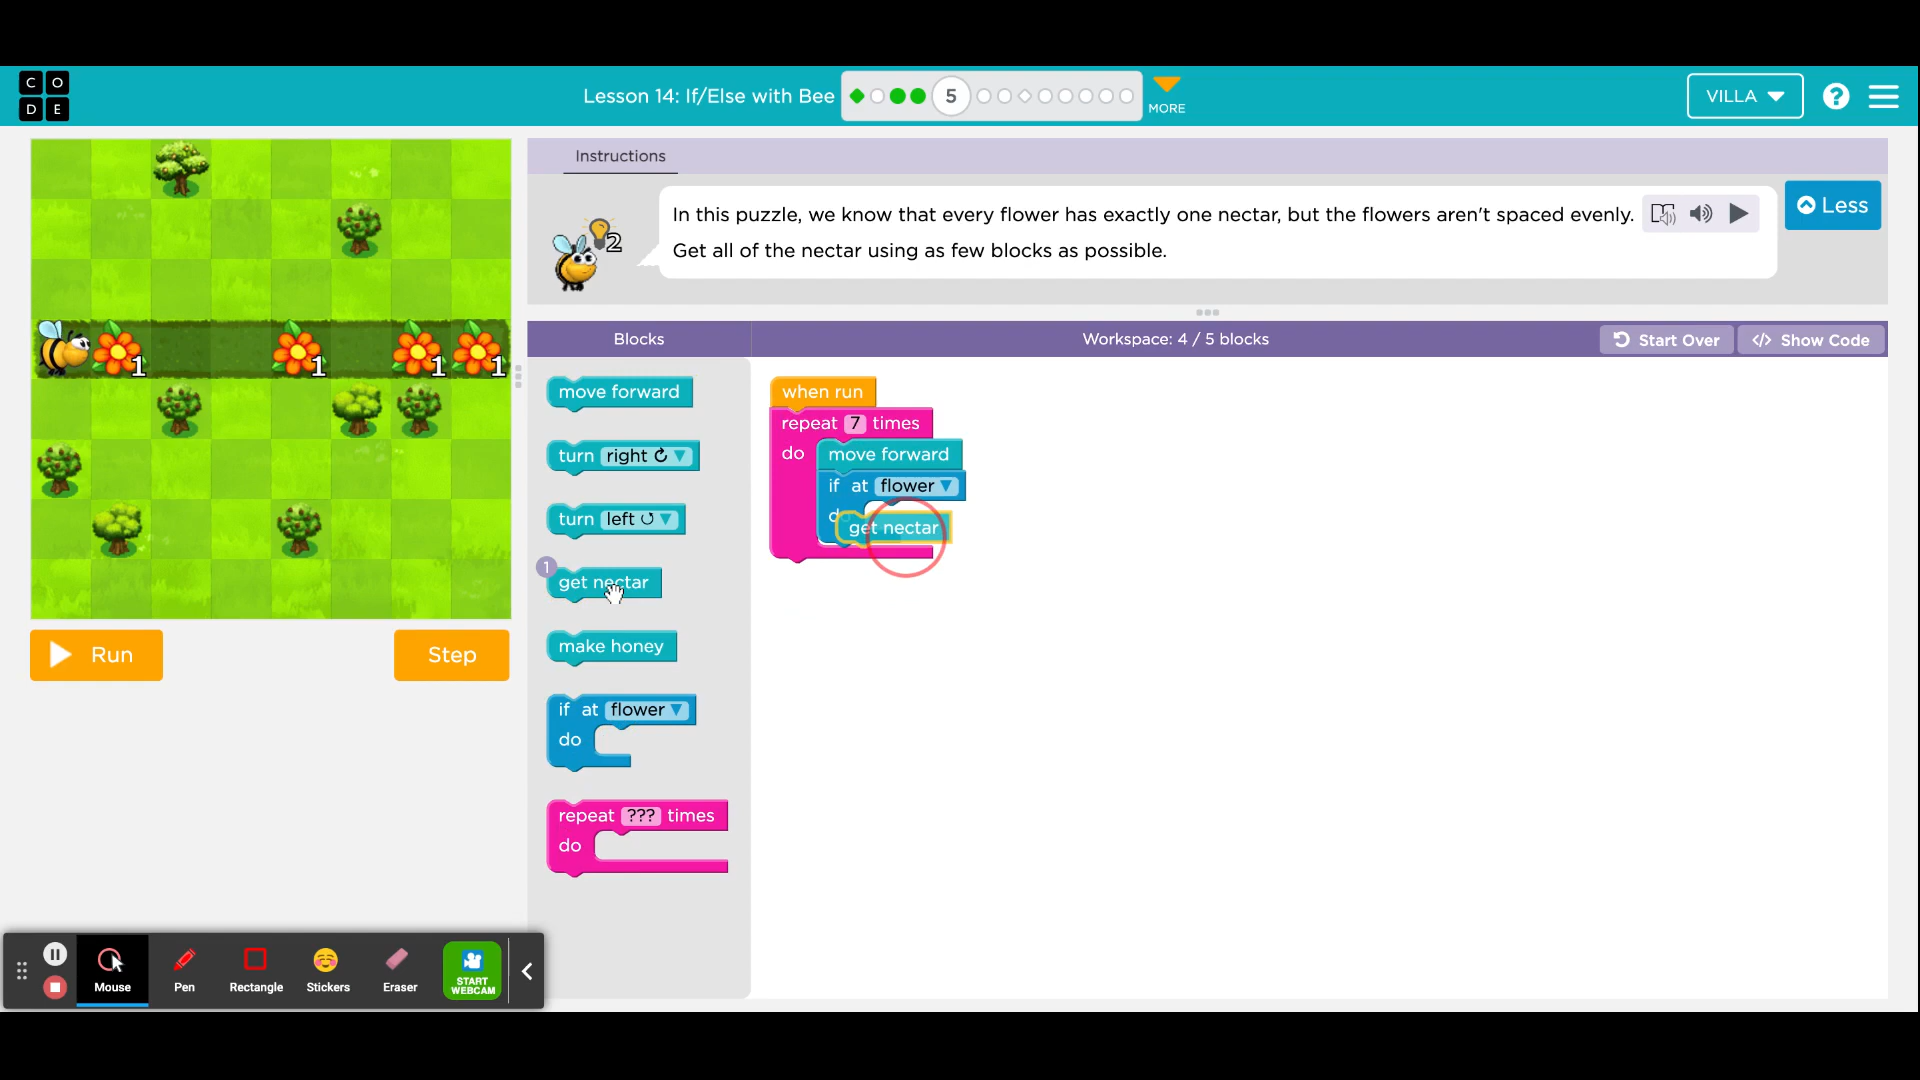 C O
D E
Lesson 14: If/Else with Bee
5
MORE
VILLA
?
Instructions
2
In this puzzle, we know that every flower has exactly one nectar, but the flowers aren't spaced evenly.
Get all of the nectar using as few blocks as possible.
Less
1
1
1
1
Run
Step
Blocks
Workspace: 4 / 5 blocks
Start Over
</> Show Code
move forward
turn right
turn left
1
get nectar
make honey
if at flower
do
repeat ??? times
do
when run
repeat 7 times
do
move forward
if at flower
do
get nectar
Mouse
Pen
Rectangle
Stickers
Eraser
START
WEBCAM